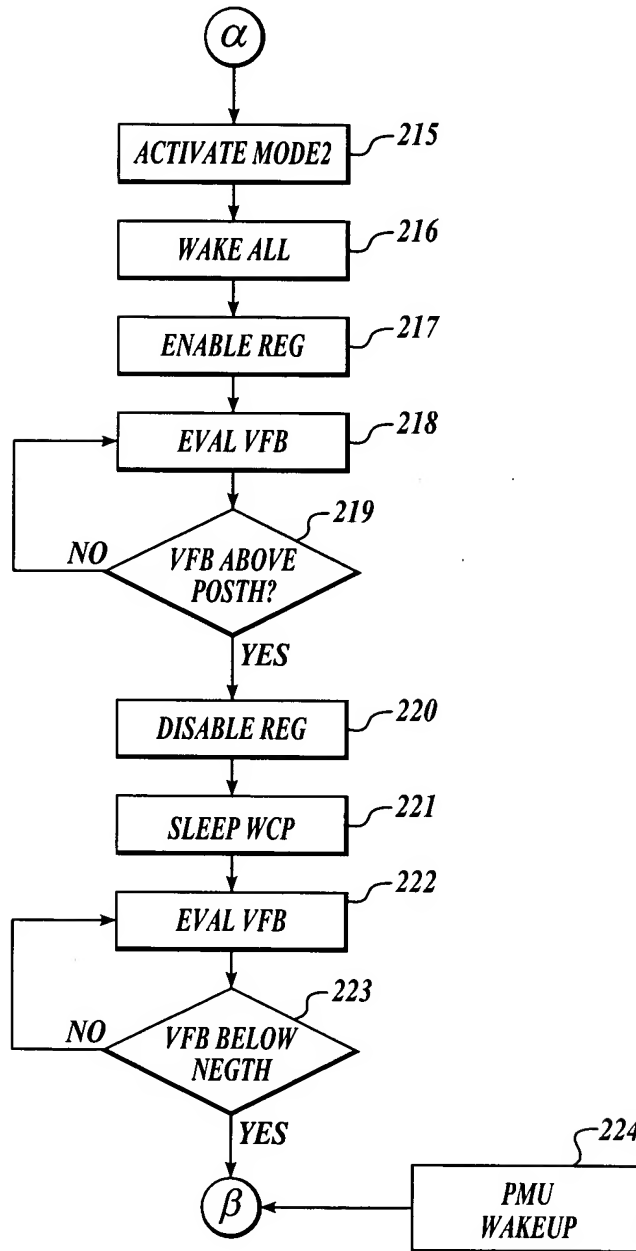 α
ACTIVATE MODE2
215
WAKE ALL
216
ENABLE REG
217
EVAL VFB
218
219
VFB ABOVE
POSTH?
NO
YES
DISABLE REG
220
SLEEP WCP
221
EVAL VFB
222
223
VFB BELOW
NEGTH
NO
YES
β
224
PMU
WAKEUP